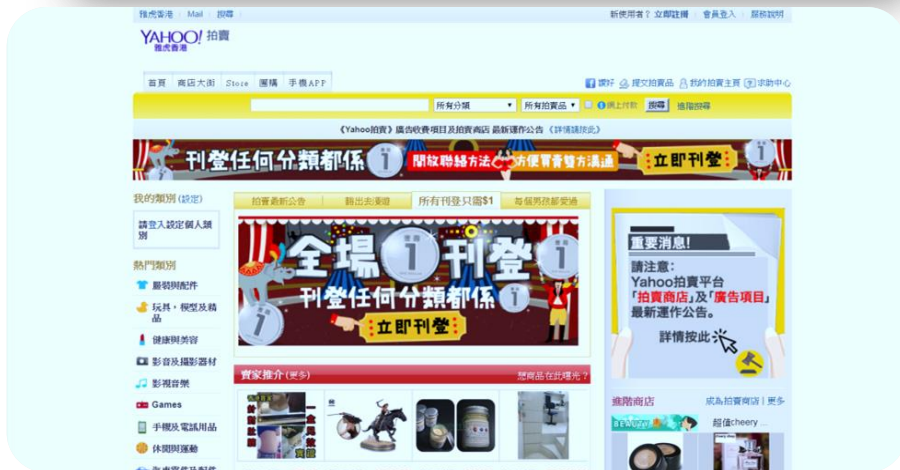 雅虎香港 Mail 搜尋
新使用者？ 立即註冊 會員登入 服務說明
YAHOO! 拍賣
雅虎香港
首頁 商店大街 Store 團購 手機APP
讚好 提交拍賣品 我的拍賣主頁 求助中心
所有分類 所有拍賣品 網上付款 搜尋 進階搜尋
《Yahoo拍賣》廣告收費項目及拍賣商店 最新運作公告 《詳情請按此》
刊登任何分類都係 1 開放聯絡方法 方便買賣雙方溝通 立即刊登 1
我的類別 (設定)
請登入設定個人類別
熱門類別
服裝與配件
玩具、模型及精品
健康與美容
影音及攝影器材
影視音樂
Games
手機及電訊用品
休閒與運動
拍賣最新公告 所有刊登只需$1 每個男孩都愛過
全場 1 刊登
刊登任何分類都係 1
立即刊登
賣家推介 (更多) 想商品在此曝光？
重要消息!
請注意：
Yahoo拍賣平台
「拍賣商店」及「廣告項目」
最新運作公告。
詳情按此
進階商店 成為拍賣商店 | 更多
BEAUTY 超值cheery ...